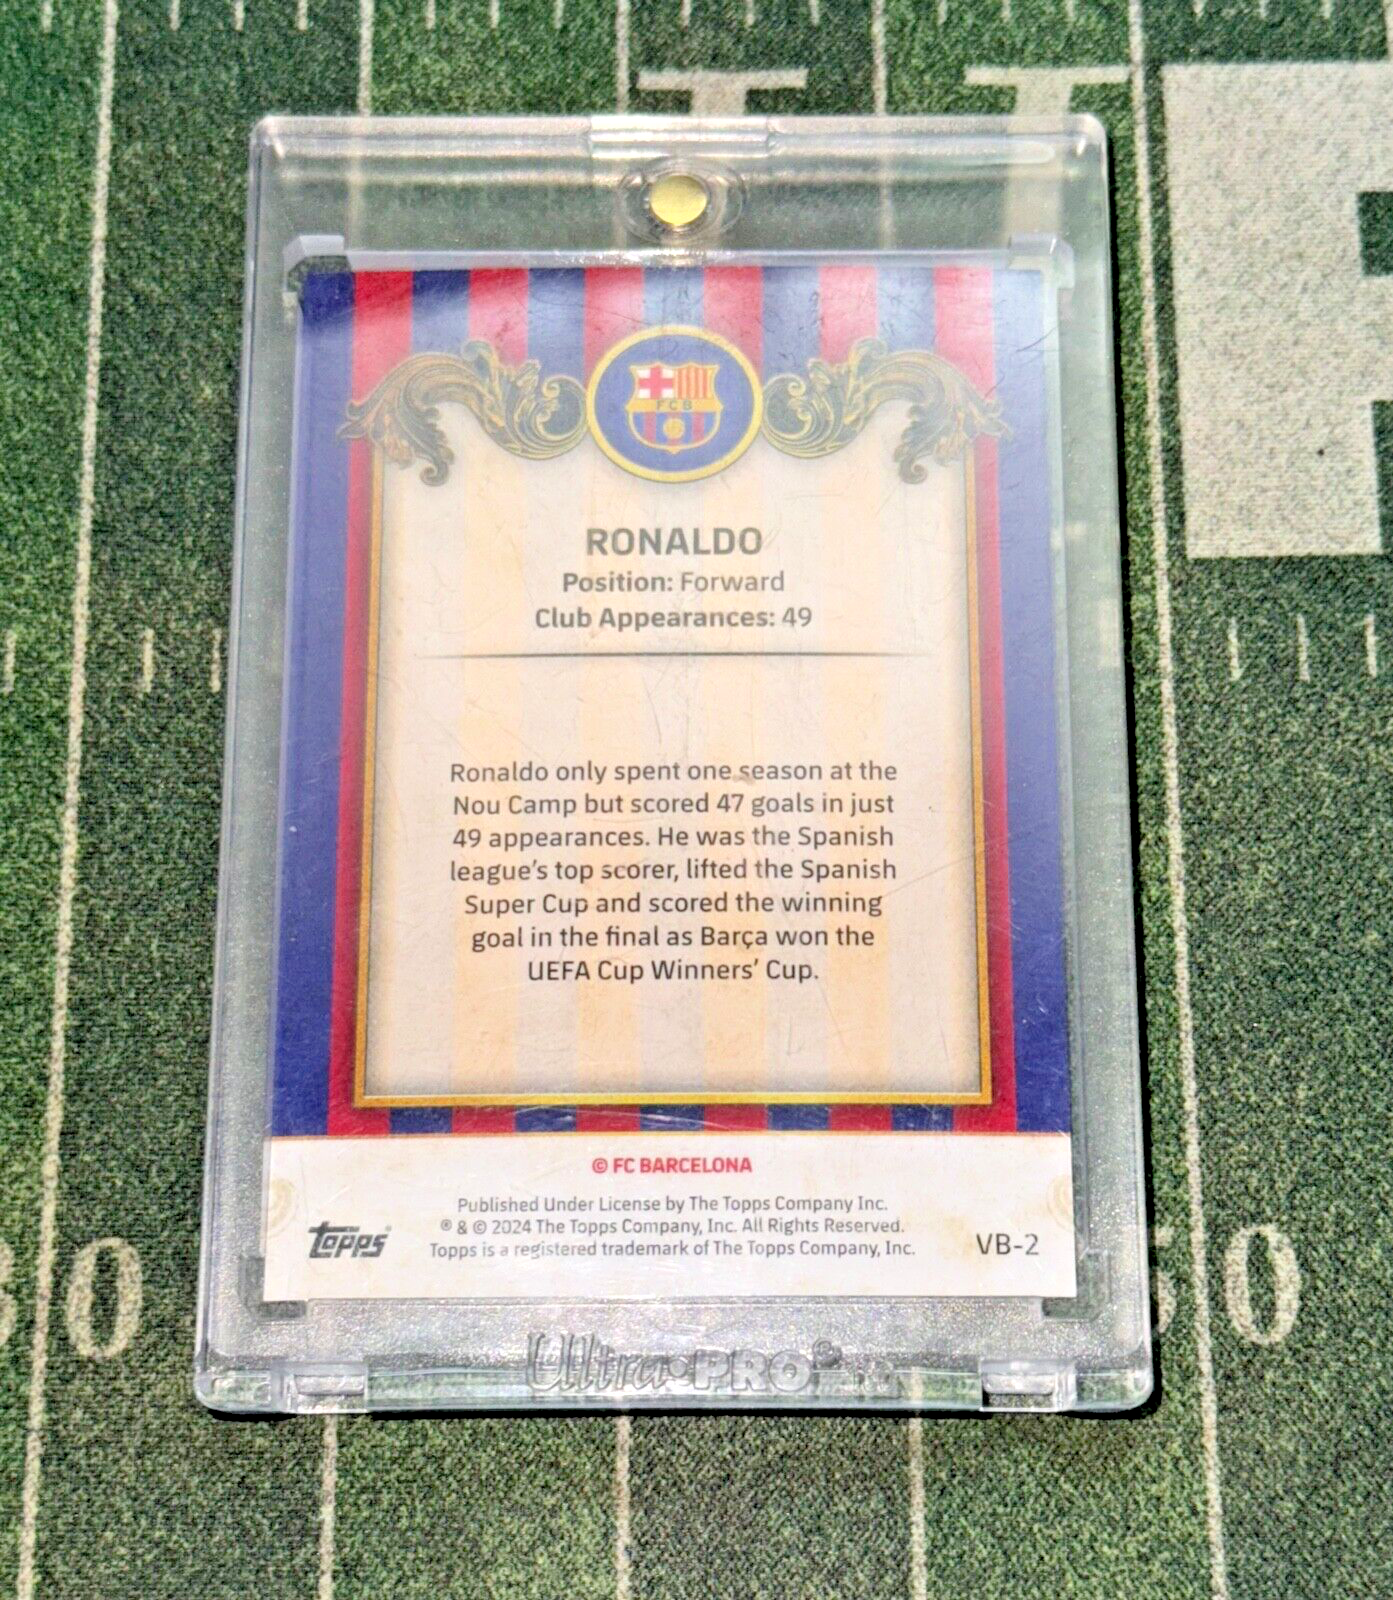 FCB
RONALDO
Position: Forward
Club Appearances: 49
Ronaldo only spent one season at the
Nou Camp but scored 47 goals in just
49 appearances. He was the Spanish
league's top scorer, lifted the Spanish
Super Cup and scored the winning
goal in the final as Barça won the
UEFA Cup Winners' Cup.
© FC BARCELONA
Published Under License by The Topps Company Inc.
® & © 2024 The Topps Company, Inc. All Rights Reserved.
Topps is a registered trademark of The Topps Company, Inc.
topps®
VB-2
0
50
Ultra•PRO®